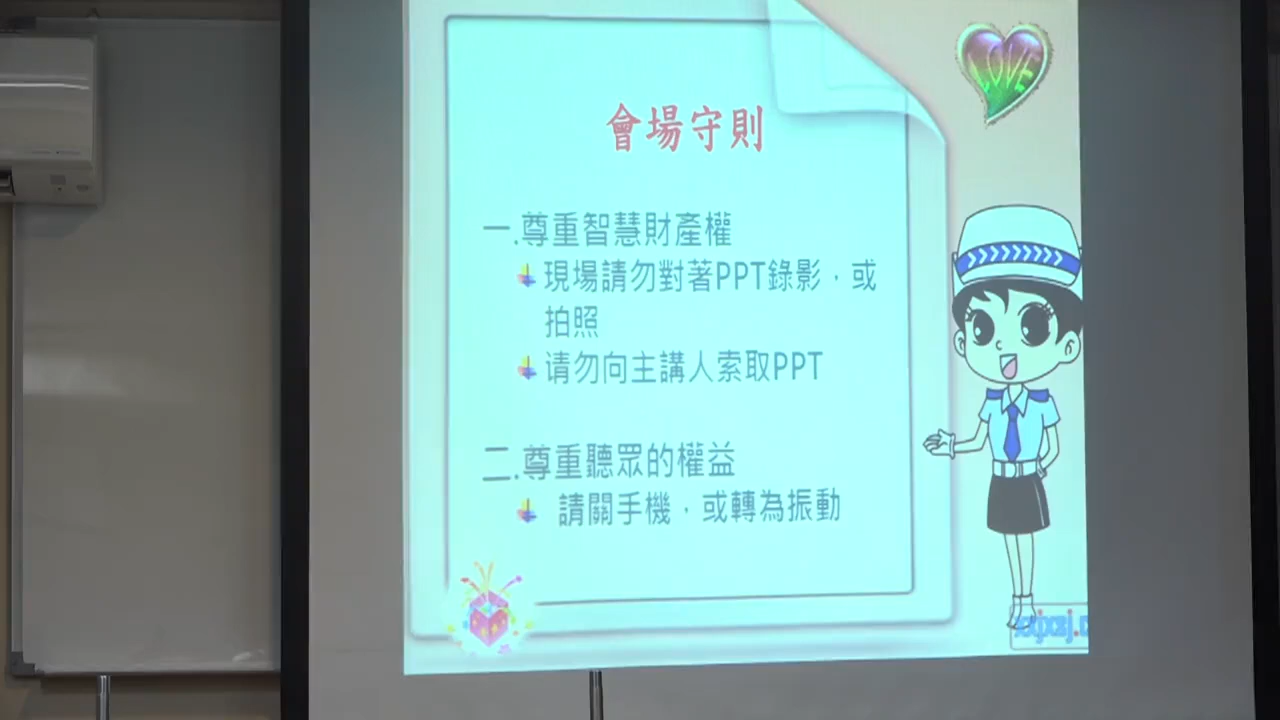 LOVE
會場守則
一.尊重智慧財產權
現場請勿對著PPT錄影，或
拍照
请勿向主講人索取PPT
二.尊重聽眾的權益
請關手機，或轉為振動